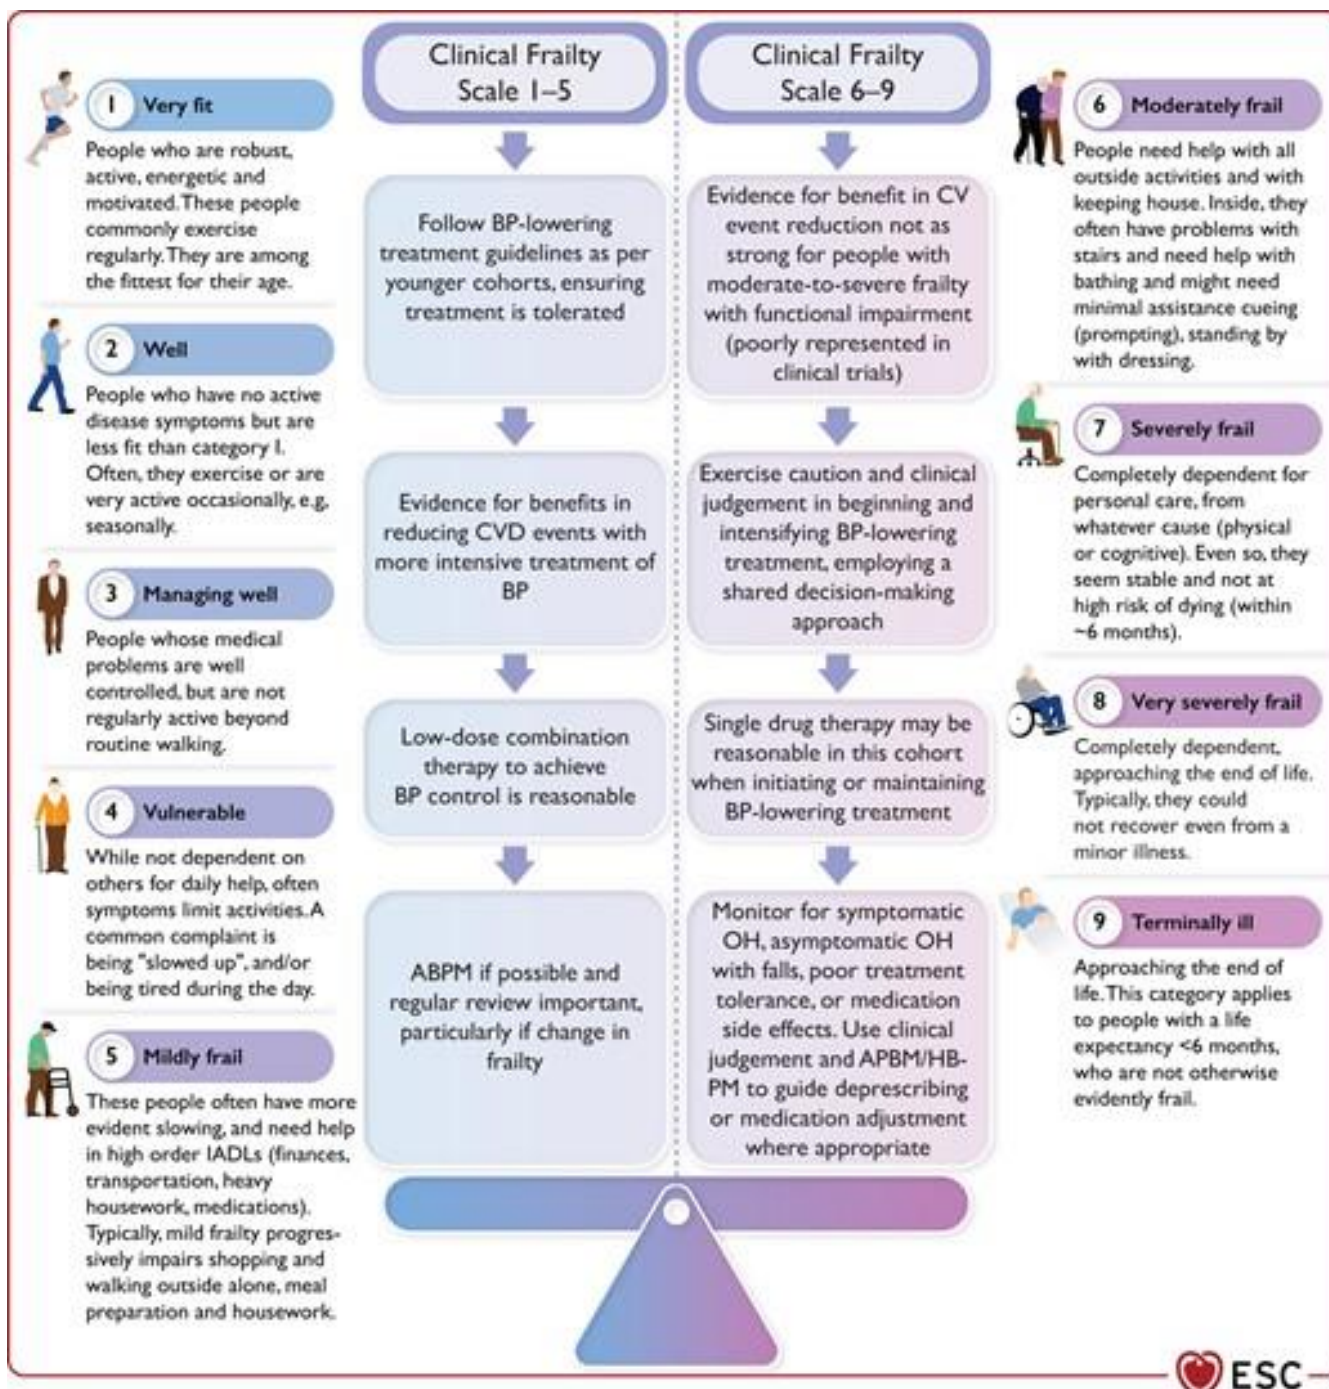 Clinical Frailty
Scale 1–5
Clinical Frailty
Scale 6–9
1 Very fit
People who are robust,
active, energetic and
motivated. These people
commonly exercise
regularly. They are among
the fittest for their age.
2 Well
People who have no active
disease symptoms but are
less fit than category 1.
Often, they exercise or are
very active occasionally, e.g,
seasonally.
3 Managing well
People whose medical
problems are well
controlled, but are not
regularly active beyond
routine walking.
4 Vulnerable
While not dependent on
others for daily help, often
symptoms limit activities. A
common complaint is
being "slowed up", and/or
being tired during the day.
5 Mildly frail
These people often have more
evident slowing, and need help
in high order IADLs (finances,
transportation, heavy
housework, medications).
Typically, mild frailty progres-
sively impairs shopping and
walking outside alone, meal
preparation and housework.
Follow BP-lowering
treatment guidelines as per
younger cohorts, ensuring
treatment is tolerated
Evidence for benefits in
reducing CVD events with
more intensive treatment of
BP
Low-dose combination
therapy to achieve
BP control is reasonable
ABPM if possible and
regular review important,
particularly if change in
frailty
Evidence for benefit in CV
event reduction not as
strong for people with
moderate-to-severe frailty
with functional impairment
(poorly represented in
clinical trials)
Exercise caution and clinical
judgement in beginning and
intensifying BP-lowering
treatment, employing a
shared decision-making
approach
Single drug therapy may be
reasonable in this cohort
when initiating or maintaining
BP-lowering treatment
Monitor for symptomatic
OH, asymptomatic OH
with falls, poor treatment
tolerance, or medication
side effects. Use clinical
judgement and APBM/HB-
PM to guide deprescribing
or medication adjustment
where appropriate
6 Moderately frail
People need help with all
outside activities and with
keeping house. Inside, they
often have problems with
stairs and need help with
bathing and might need
minimal assistance cueing
(prompting), standing by
with dressing.
7 Severely frail
Completely dependent for
personal care, from
whatever cause (physical
or cognitive). Even so, they
seem stable and not at
high risk of dying (within
~6 months).
8 Very severely frail
Completely dependent,
approaching the end of life.
Typically, they could
not recover even from a
minor illness.
9 Terminally ill
Approaching the end of
life. This category applies
to people with a life
expectancy <6 months,
who are not otherwise
evidently frail.
ESC